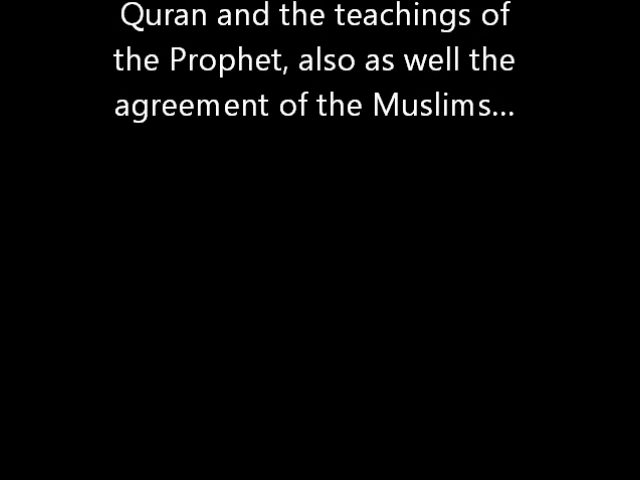 Quran and the teachings of
the Prophet, also as well the
agreement of the Muslims...